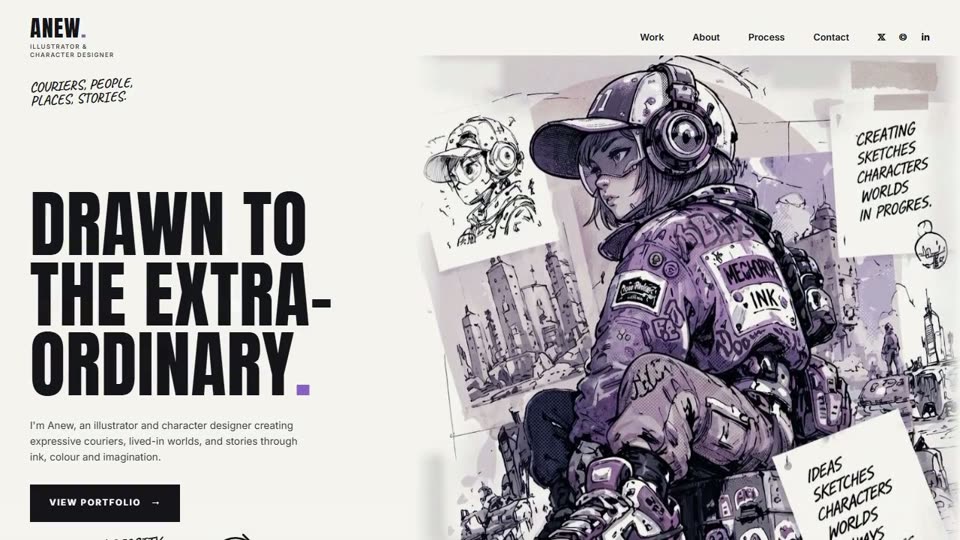 ANEW.
ILLUSTRATOR &
CHARACTER DESIGNER
Work
About
Process
Contact
COURIERS, PEOPLE,
PLACES, STORIES.
DRAWN TO
THE EXTRA-
ORDINARY.
I'm Anew, an illustrator and character designer creating
expressive couriers, lived-in worlds, and stories through
ink, colour and imagination.
VIEW PORTFOLIO →
CREATING
SKETCHES
CHARACTERS
WORLDS
IN PROGRES.
INK
IDEAS
SKETCHES
CHARACTERS
WORLDS